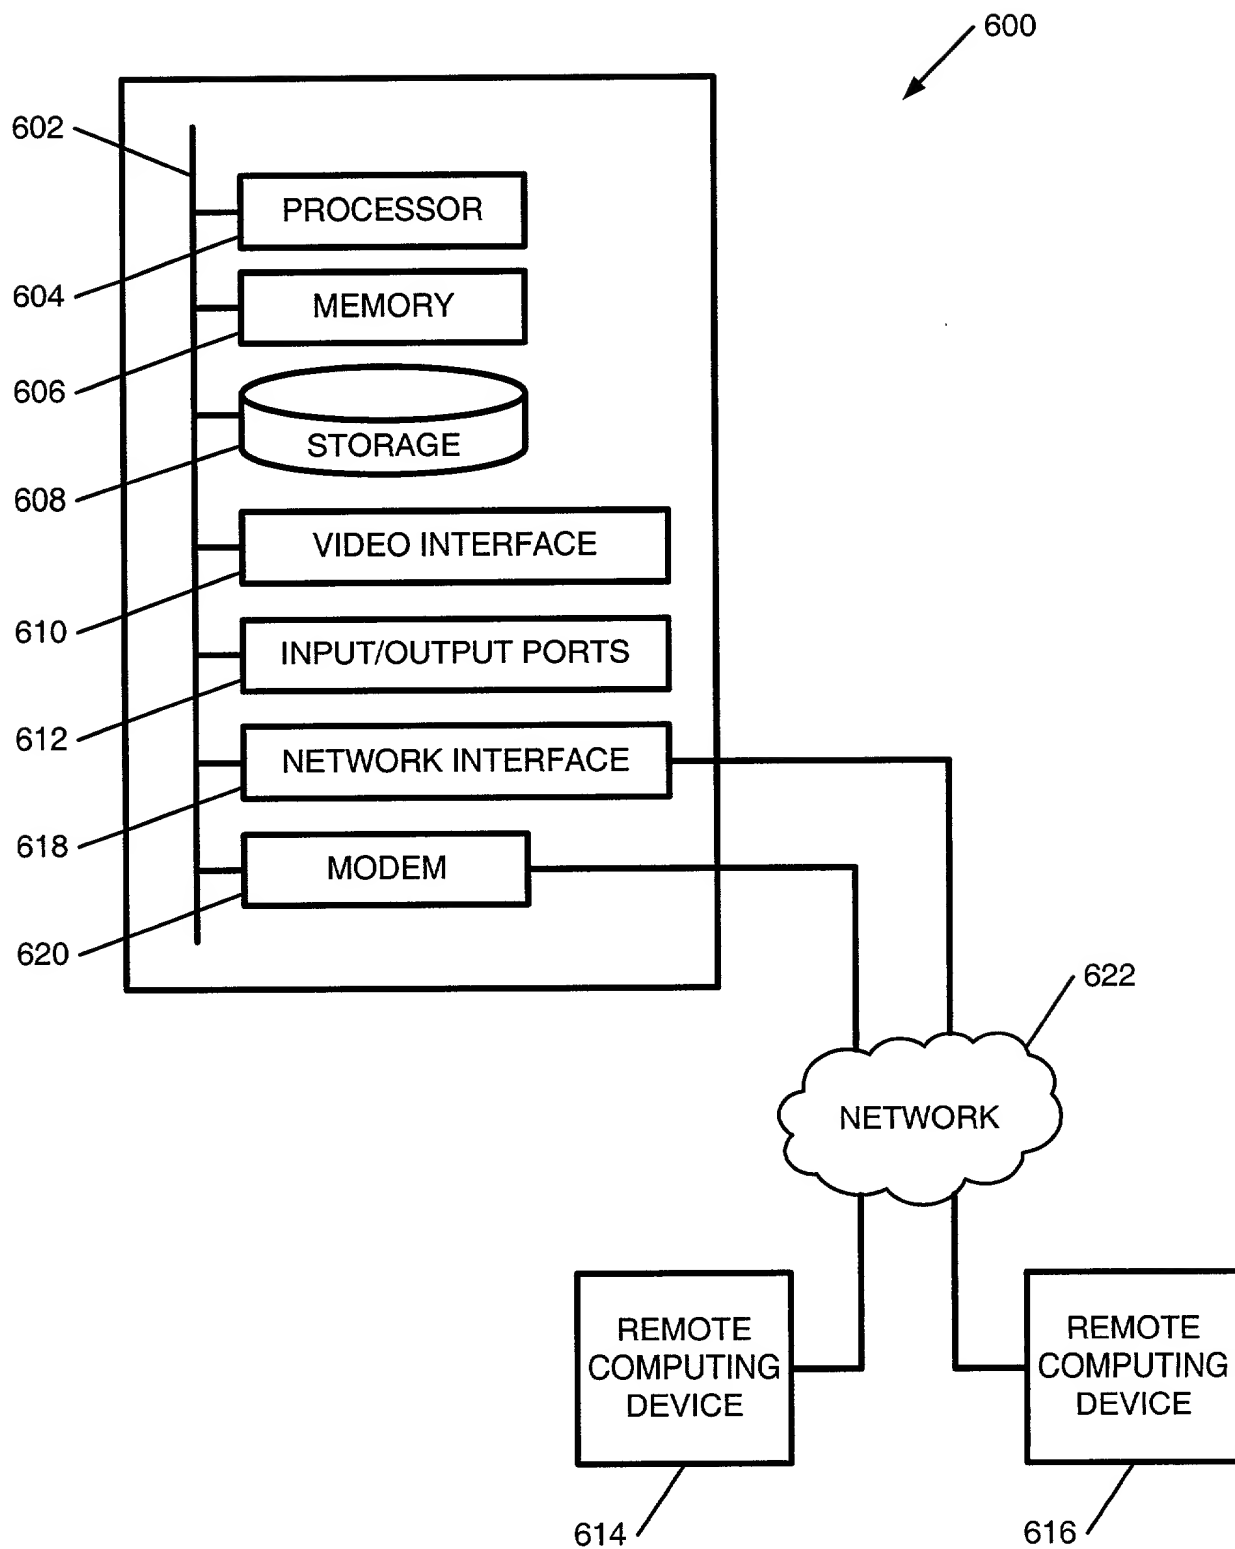 600
602
PROCESSOR
604
MEMORY
606
STORAGE
608
VIDEO INTERFACE
610
INPUT/OUTPUT PORTS
612
NETWORK INTERFACE
618
MODEM
620
622
NETWORK
REMOTE
COMPUTING
DEVICE
REMOTE
COMPUTING
DEVICE
614
616